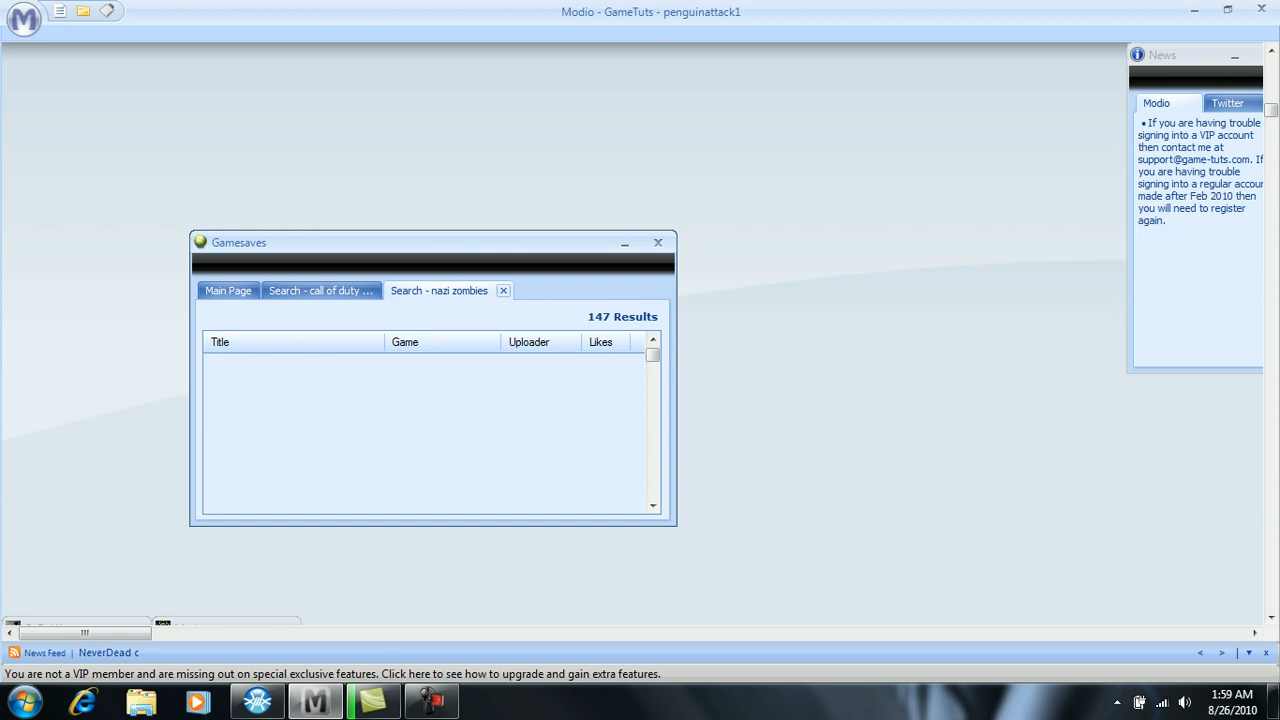 Modio - GameTuts - penguinattack1
News
Modio
Twitter
• If you are having trouble
signing into a VIP account
then contact me at
support@game-tuts.com. If
you are having trouble
signing into a regular accou
made after Feb 2010 then
you will need to register
again.
Gamesaves
Main Page
Search - call of duty ...
Search - nazi zombies
147 Results
Title
Game
Uploader
Likes
News Feed | NeverDead c
You are not a VIP member and are missing out on special exclusive features. Click here to see how to upgrade and gain extra features.
1:59 AM
8/26/2010